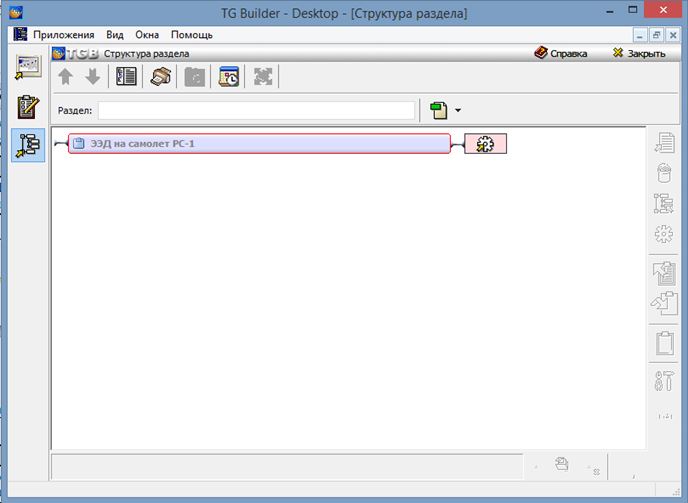 TG Builder - Desktop - [Структура раздела]
Приложения Вид Окна Помощь
TGB Структура раздела Справка Закрыть
Раздел:
ЭЭД на самолет РС-1